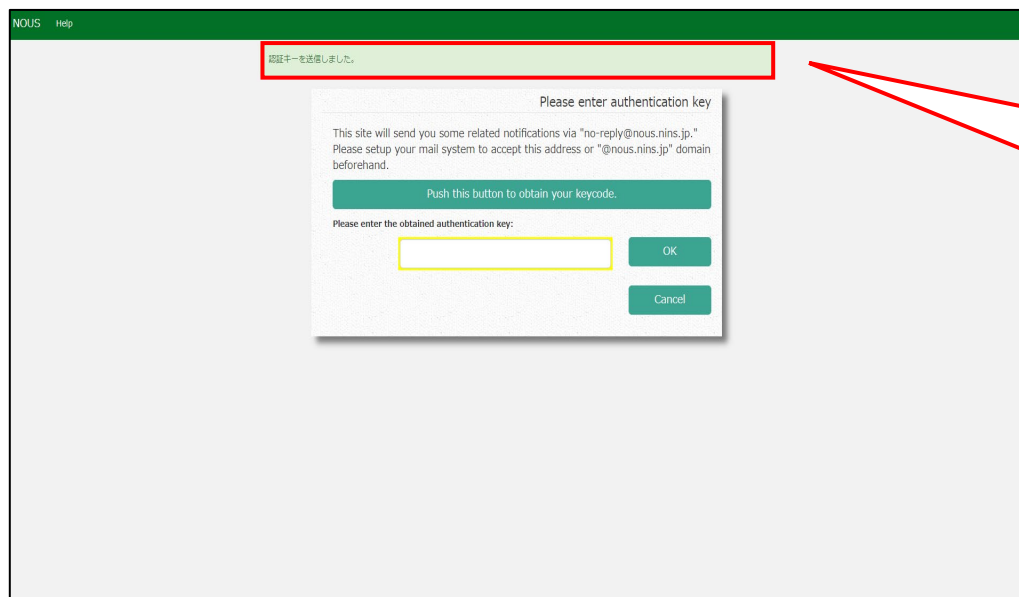 NOUS Help
認証キーを送信しました。
Please enter authentication key
This site will send you some related notifications via "no-reply@nous.nins.jp."
Please setup your mail system to accept this address or "@nous.nins.jp" domain
beforehand.
Push this button to obtain your keycode.
Please enter the obtained authentication key:
OK
Cancel